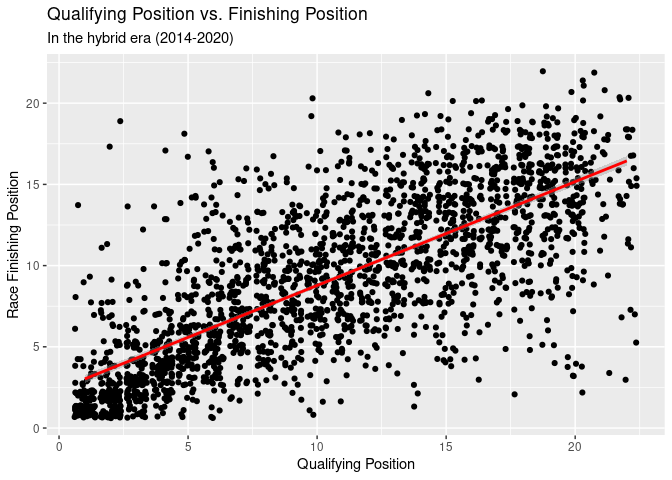 Qualifying Position vs. Finishing Position
In the hybrid era (2014-2020)
20
15
10
5
0
Race Finishing Position
0 5 10 15 20
Qualifying Position